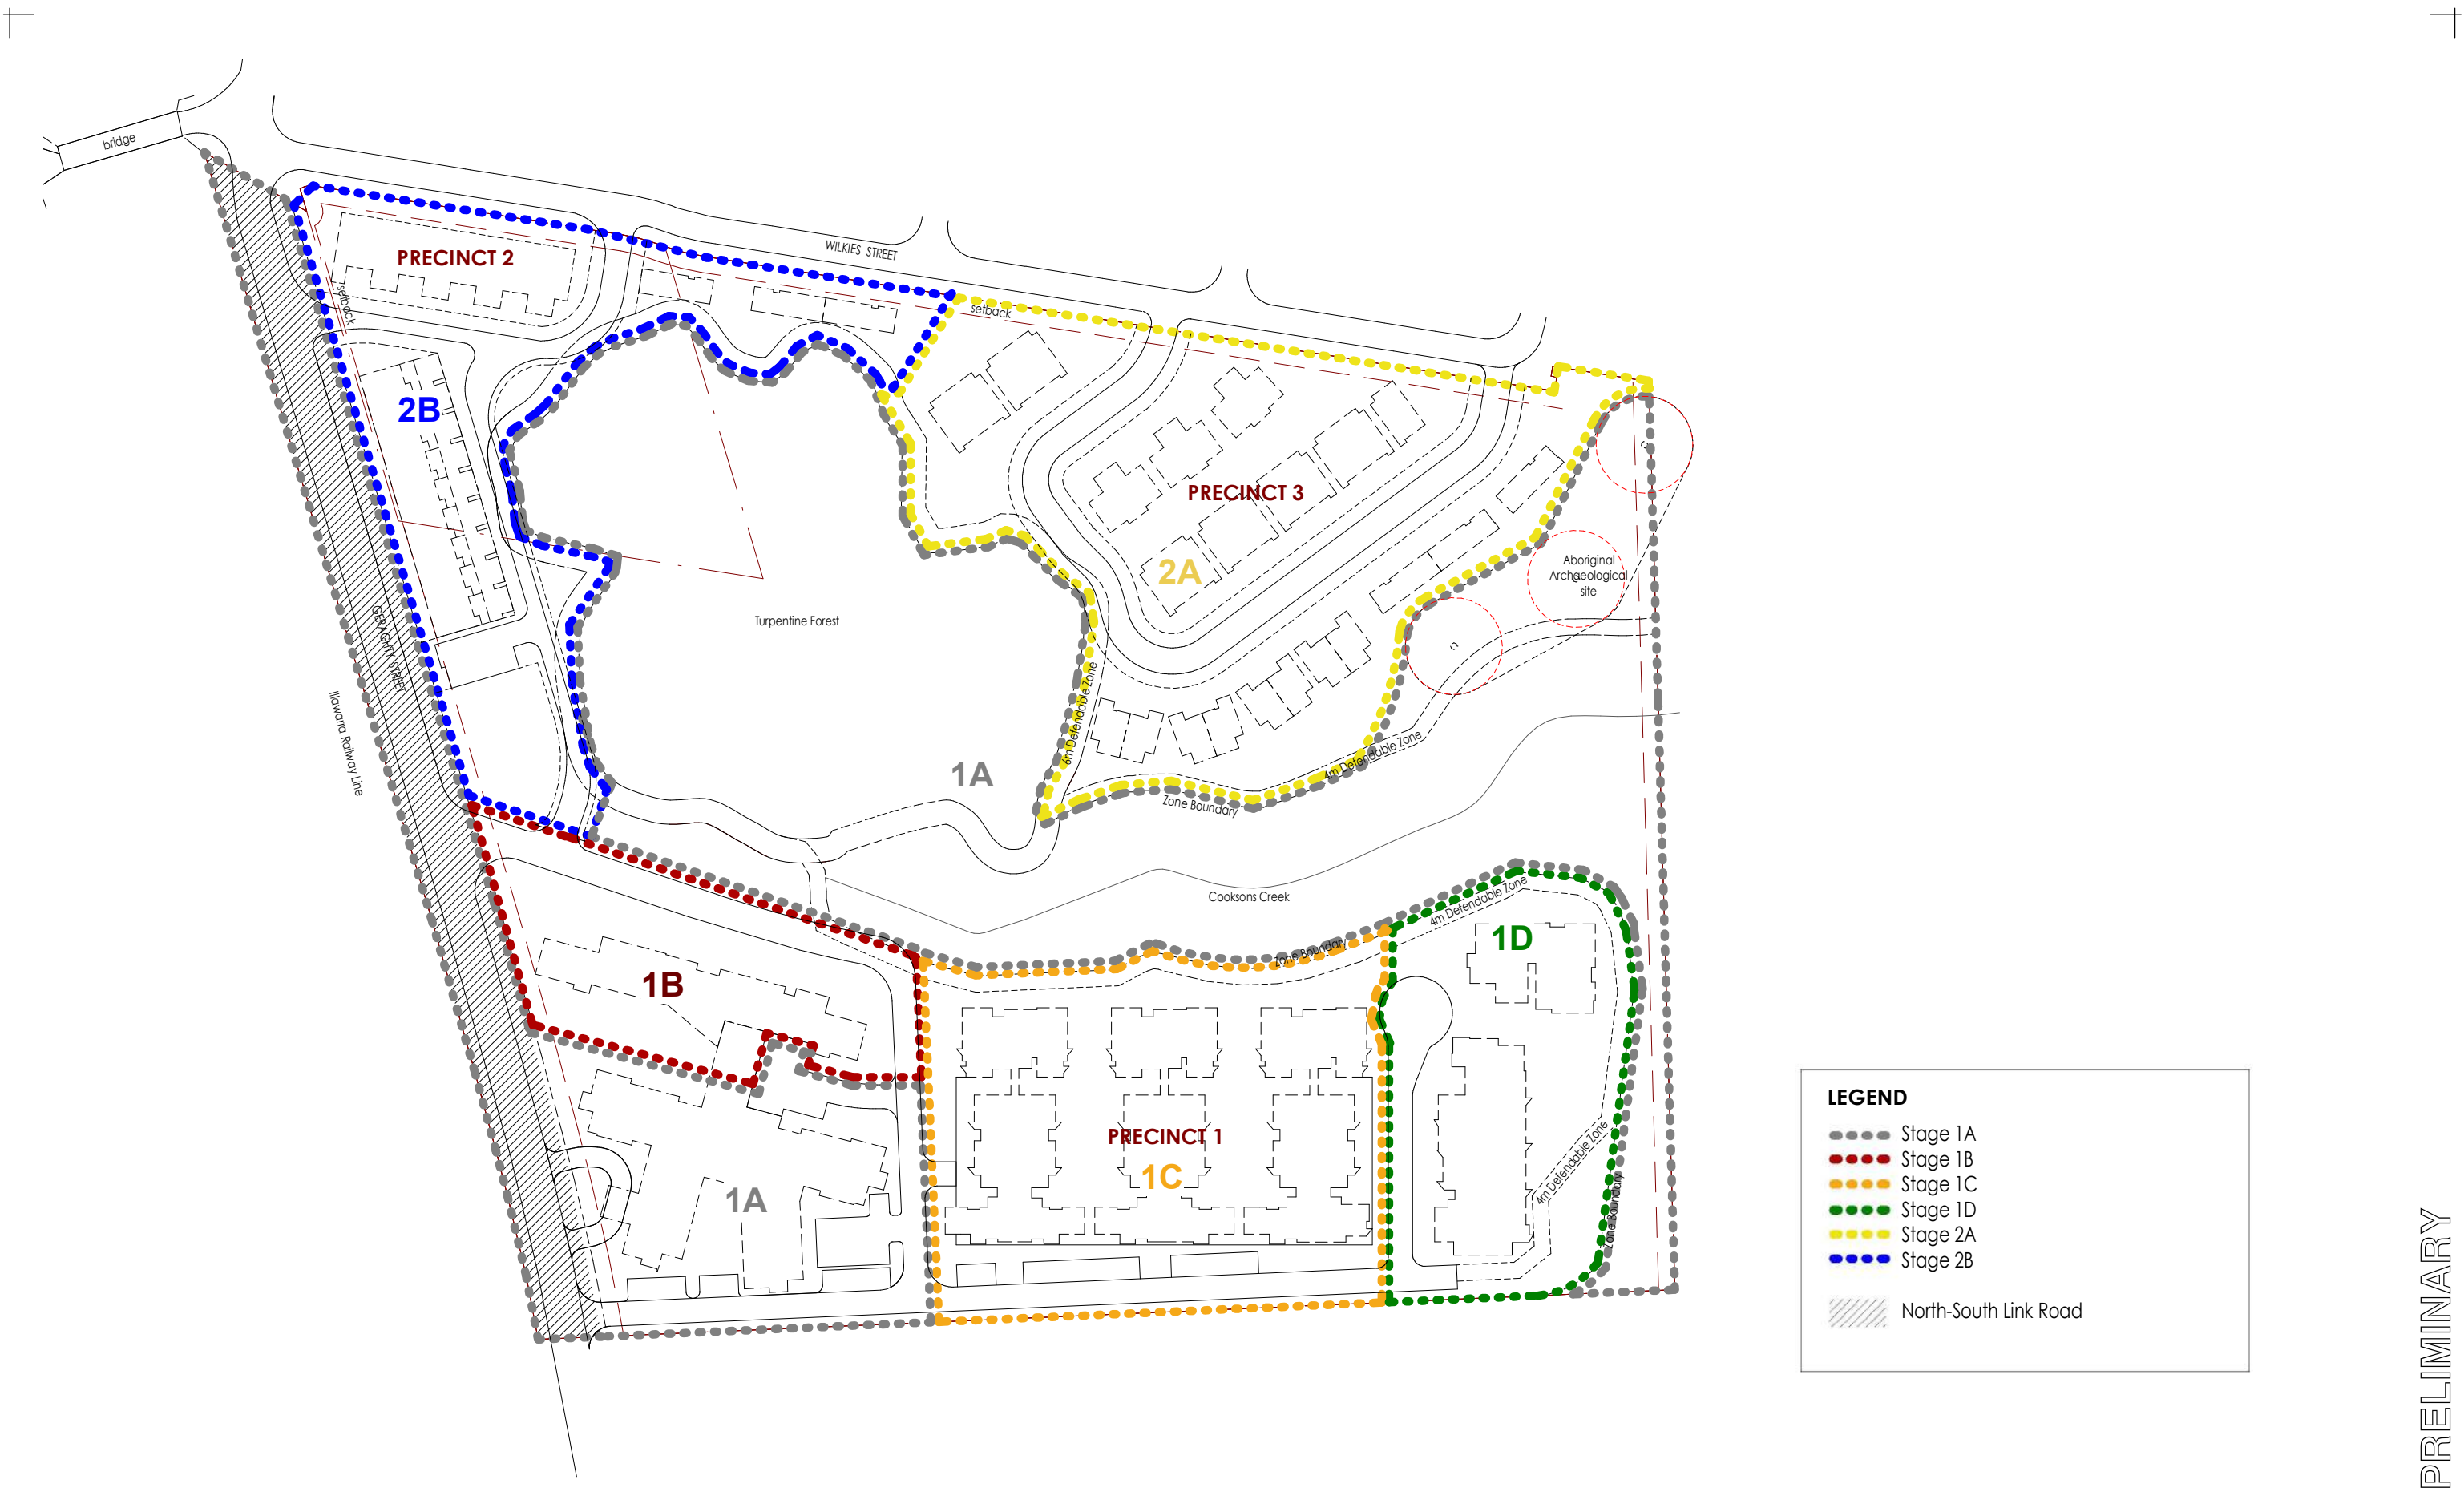 bridge
WILKIES STREET
PRECINCT 2
setback
setback
2B
PRECINCT 3
2A
Aboriginal
Archaeological
site
Turpentine Forest
GERAGHTY STREET
Illawarra Railway Line
6m Defendable Zone
1A
4m Defendable Zone
Zone Boundary
Cooksons Creek
4m Defendable Zone
Zone Boundary
1D
1B
PRECINCT 1
1C
4m Defendable Zone
Zone Boundary
1A
LEGEND
Stage 1A
Stage 1B
Stage 1C
Stage 1D
Stage 2A
Stage 2B
North-South Link Road
PRELIMINARY